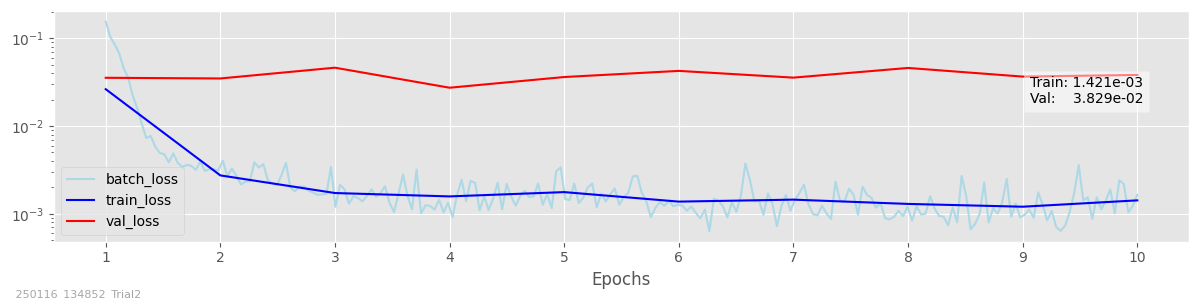 10⁻¹
10⁻²
10⁻³
Train: 1.421e-03
Val: 3.829e-02
batch_loss
train_loss
val_loss
1 2 3 4 5 6 7 8 9 10
Epochs
250116_134852_Trial2